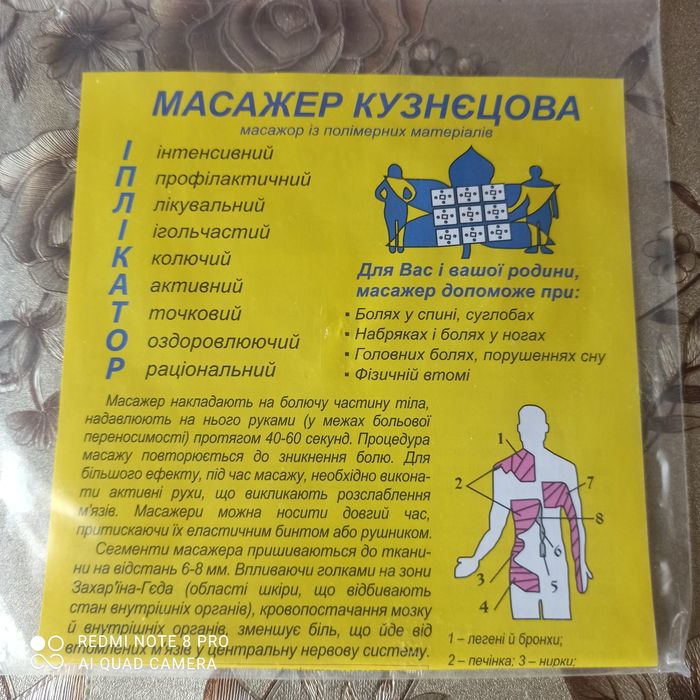 МАСАЖЕР КУЗНЄЦОВА
масажор із полімерних матеріалів
ІПЛІКАТОР
інтенсивний
профілактичний
лікувальний
ігольчастий
колючий
активний
точковий
оздоровлюючий
раціональний
Для Вас і вашої родини,
масажер допоможе при:
▪ Болях у спині, суглобах
▪ Набряках і болях у ногах
▪ Головних болях, порушеннях сну
▪ Фізичній втомі
Масажер накладають на болючу частину тіла,
надавлюють на нього руками (у межах больової
переносимості) протягом 40-60 секунд. Процедура
масажу повторюється до зникнення болю. Для
більшого ефекту, під час масажу, необхідно викона-
ти активні рухи, що викликають розслаблення
м'язів. Масажери можна носити довгий час,
притискаючи їх еластичним бинтом або рушником.
Сегменти масажера пришиваються до ткани-
ни на відстань 6-8 мм. Впливаючи голками на зони
Захар'їна-Гєда (області шкіри, що відбивають
стан внутрішніх органів), кровопостачання мозку
й внутрішніх органів, зменшує біль, що йде від
втомлених м'язів у центральну нервову систему.
1
2
3
4
5
6
7
8
1 – легені й бронхи;
2 – печінка; 3 – нирки;
REDMI NOTE 8 PRO
AI QUAD CAMERA